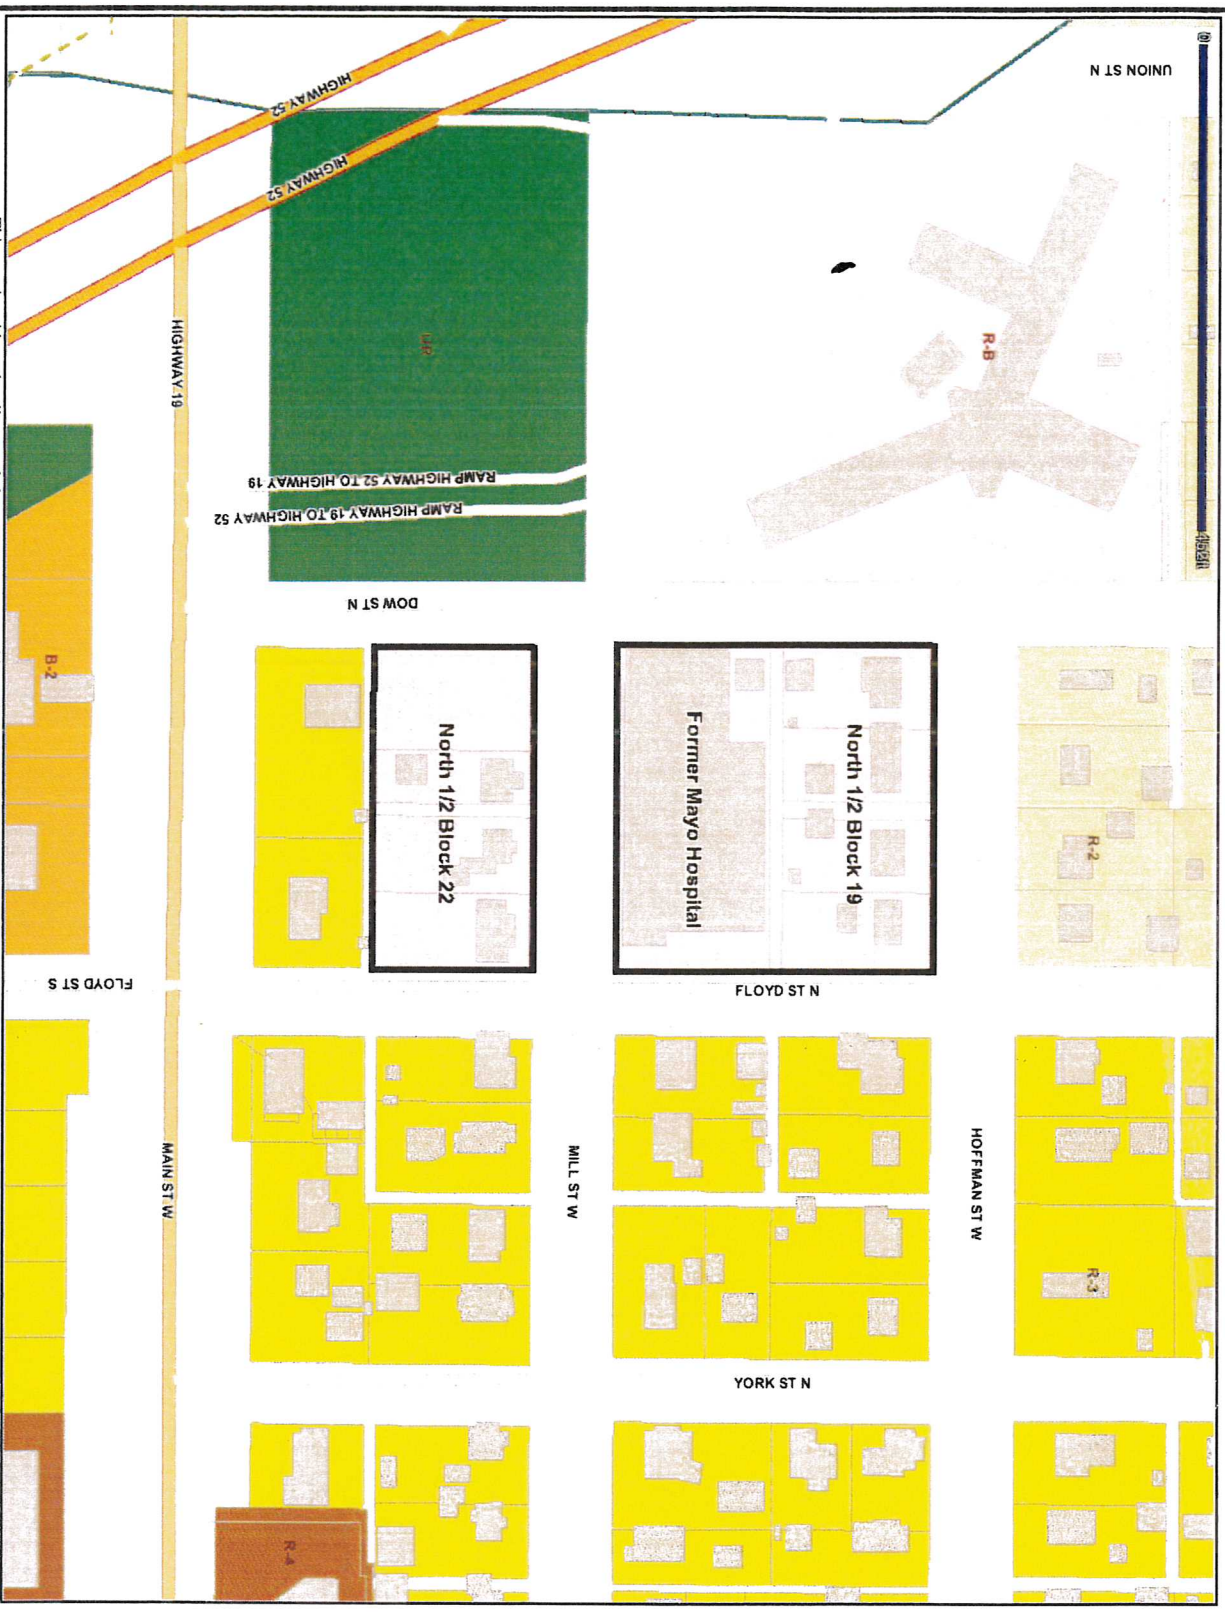 UNION ST N
452ft
HIGHWAY 52
HIGHWAY 52
R-B
UR
HIGHWAY 19
RAMP HIGHWAY 52 TO HIGHWAY 19
RAMP HIGHWAY 19 TO HIGHWAY 52
DOW ST N
B-2
North 1/2 Block 22
Former Mayo Hospital
North 1/2 Block 19
R-2
FLOYD ST S
FLOYD ST N
MAIN ST W
MILL ST W
HOFFMAN ST W
R-3
YORK ST N
R-4